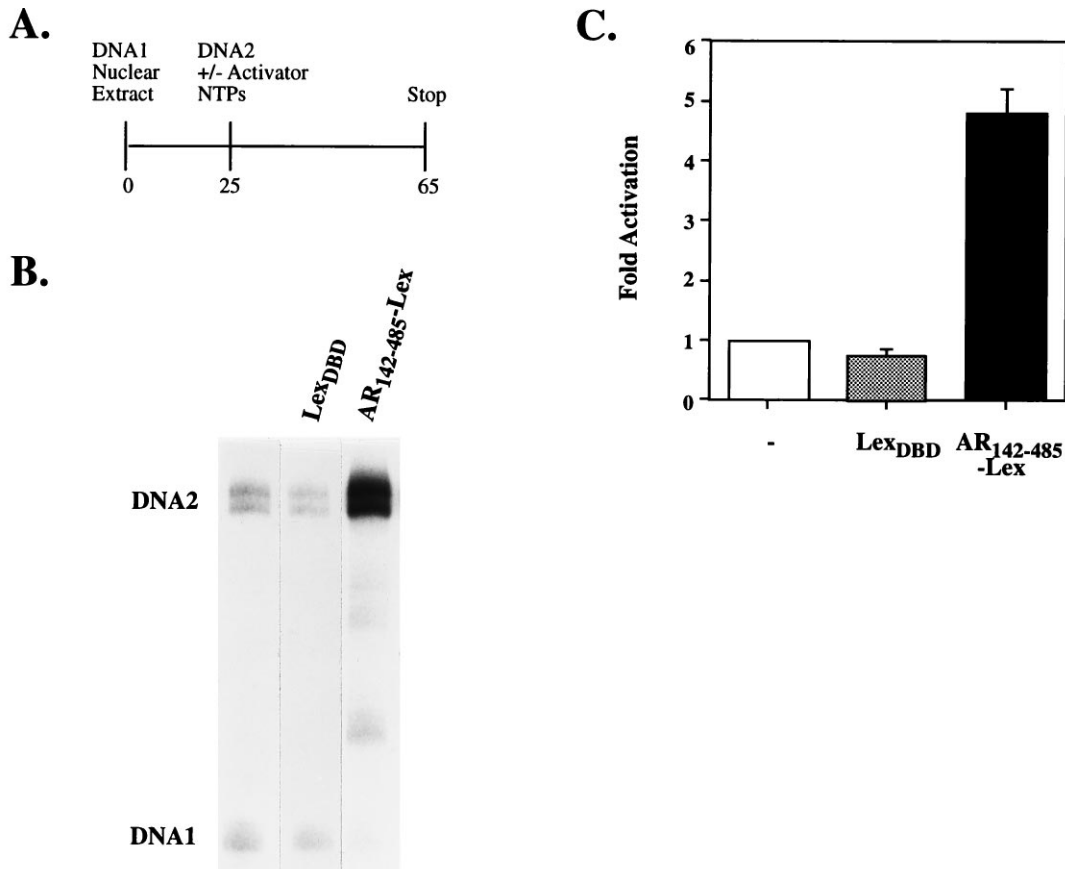 A.
DNA1
Nuclear
Extract
DNA2
+/- Activator
NTPs
Stop
0
25
65
B.
LexDBD
AR142-485-Lex
DNA2
DNA1
C.
Fold Activation
6
5
4
3
2
1
0
-
LexDBD
AR142-485
-Lex